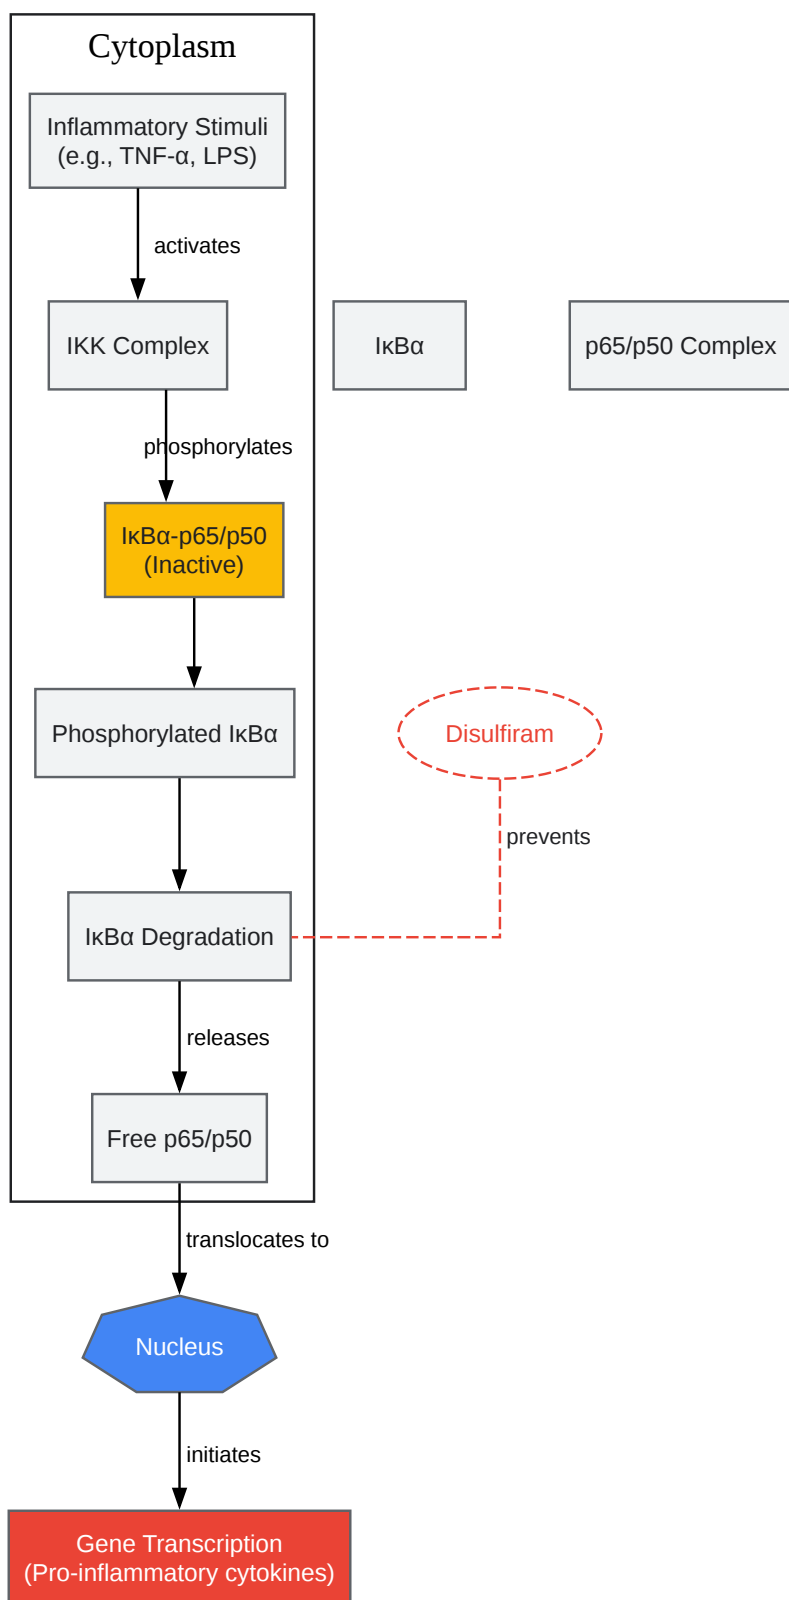 Cytoplasm
Inflammatory Stimuli
(e.g., TNF-α, LPS)
activates
IKK Complex
IκBα
p65/p50 Complex
phosphorylates
IκBα-p65/p50
(Inactive)
Phosphorylated IκBα
Disulfiram
prevents
IκBα Degradation
releases
Free p65/p50
translocates to
Nucleus
initiates
Gene Transcription
(Pro-inflammatory cytokines)